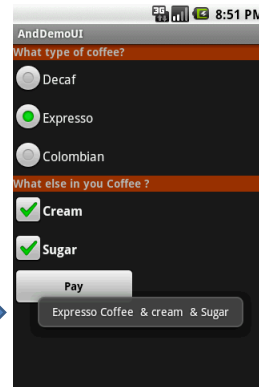 3G 8:51 PM
AndDemoUI
What type of coffee?
Decaf
Expresso
Colombian
What else in you Coffee ?
Cream
Sugar
Pay
Expresso Coffee & cream & Sugar